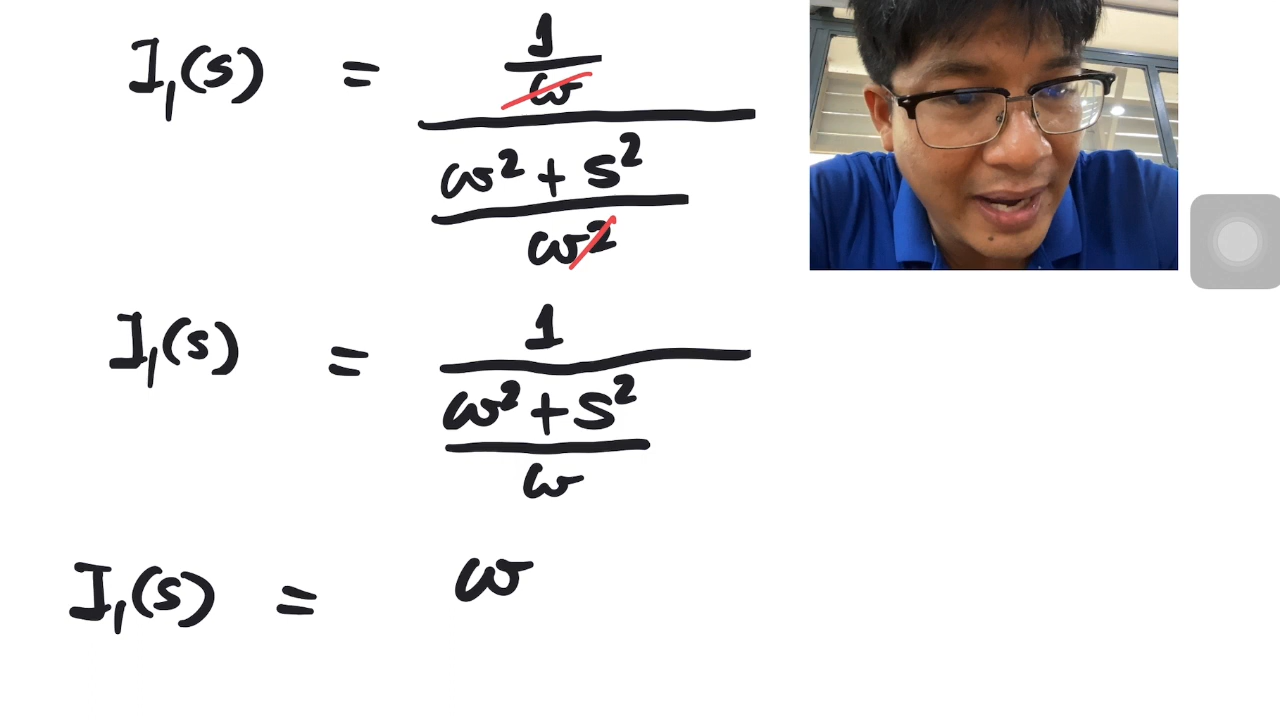 I₁(s) = (1/ω) / ((ω² + s²)/ω²)
I₁(s) = 1 / ((ω² + s²)/ω)
I₁(s) = ω